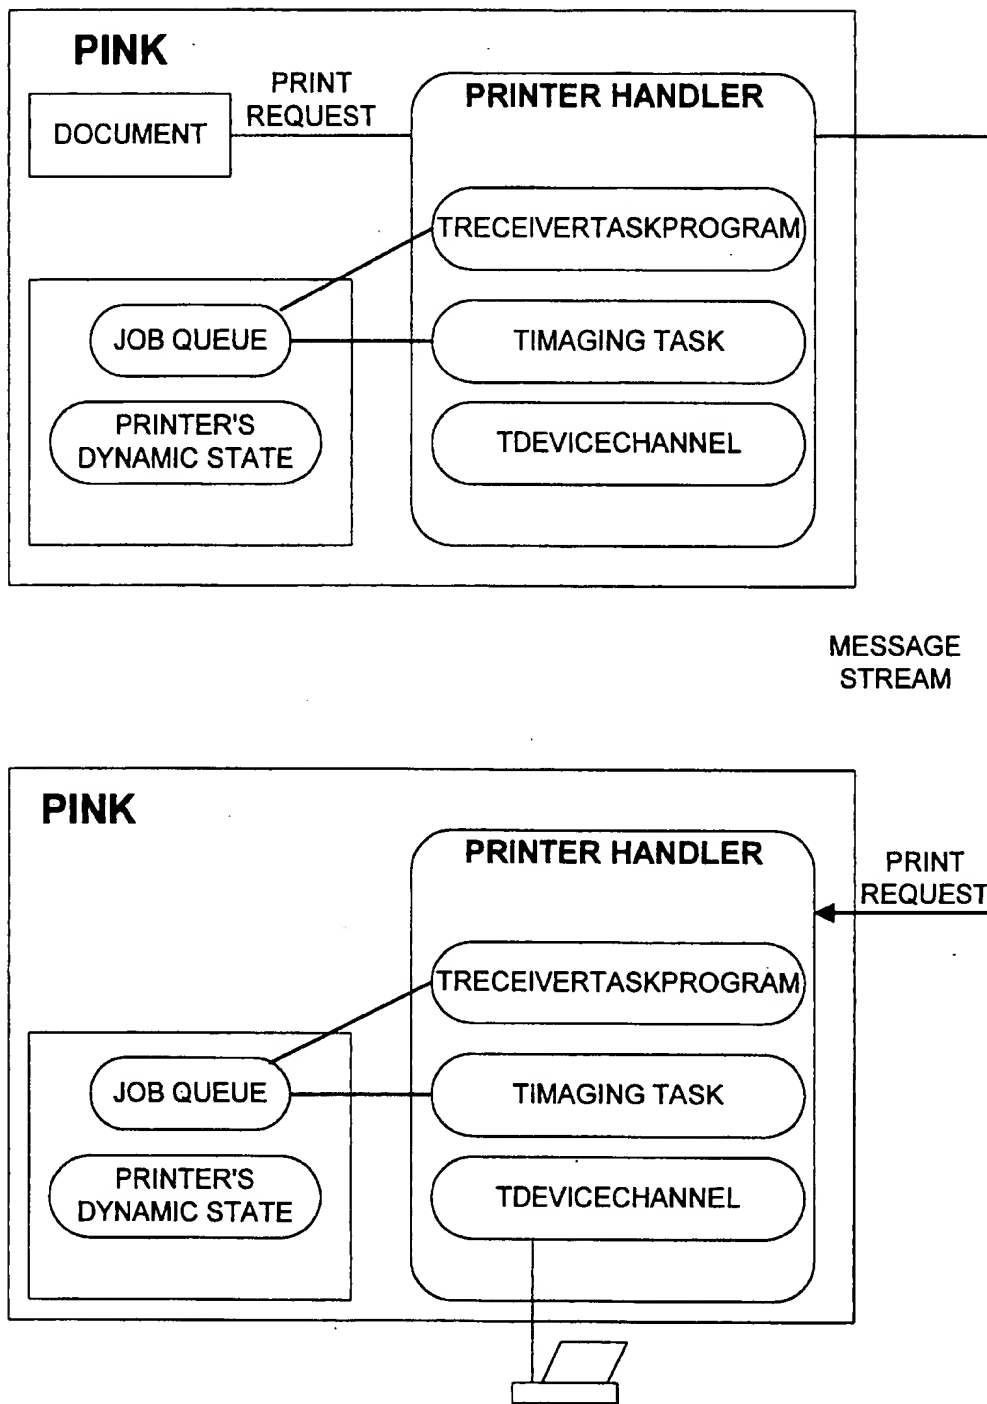 PINK
DOCUMENT
PRINT
REQUEST
PRINTER HANDLER
TRECEIVERTASKPROGRAM
JOB QUEUE
TIMAGING TASK
PRINTER'S
DYNAMIC STATE
TDEVICECHANNEL
MESSAGE
STREAM
PINK
PRINTER HANDLER
PRINT
REQUEST
TRECEIVERTASKPROGRAM
JOB QUEUE
TIMAGING TASK
PRINTER'S
DYNAMIC STATE
TDEVICECHANNEL